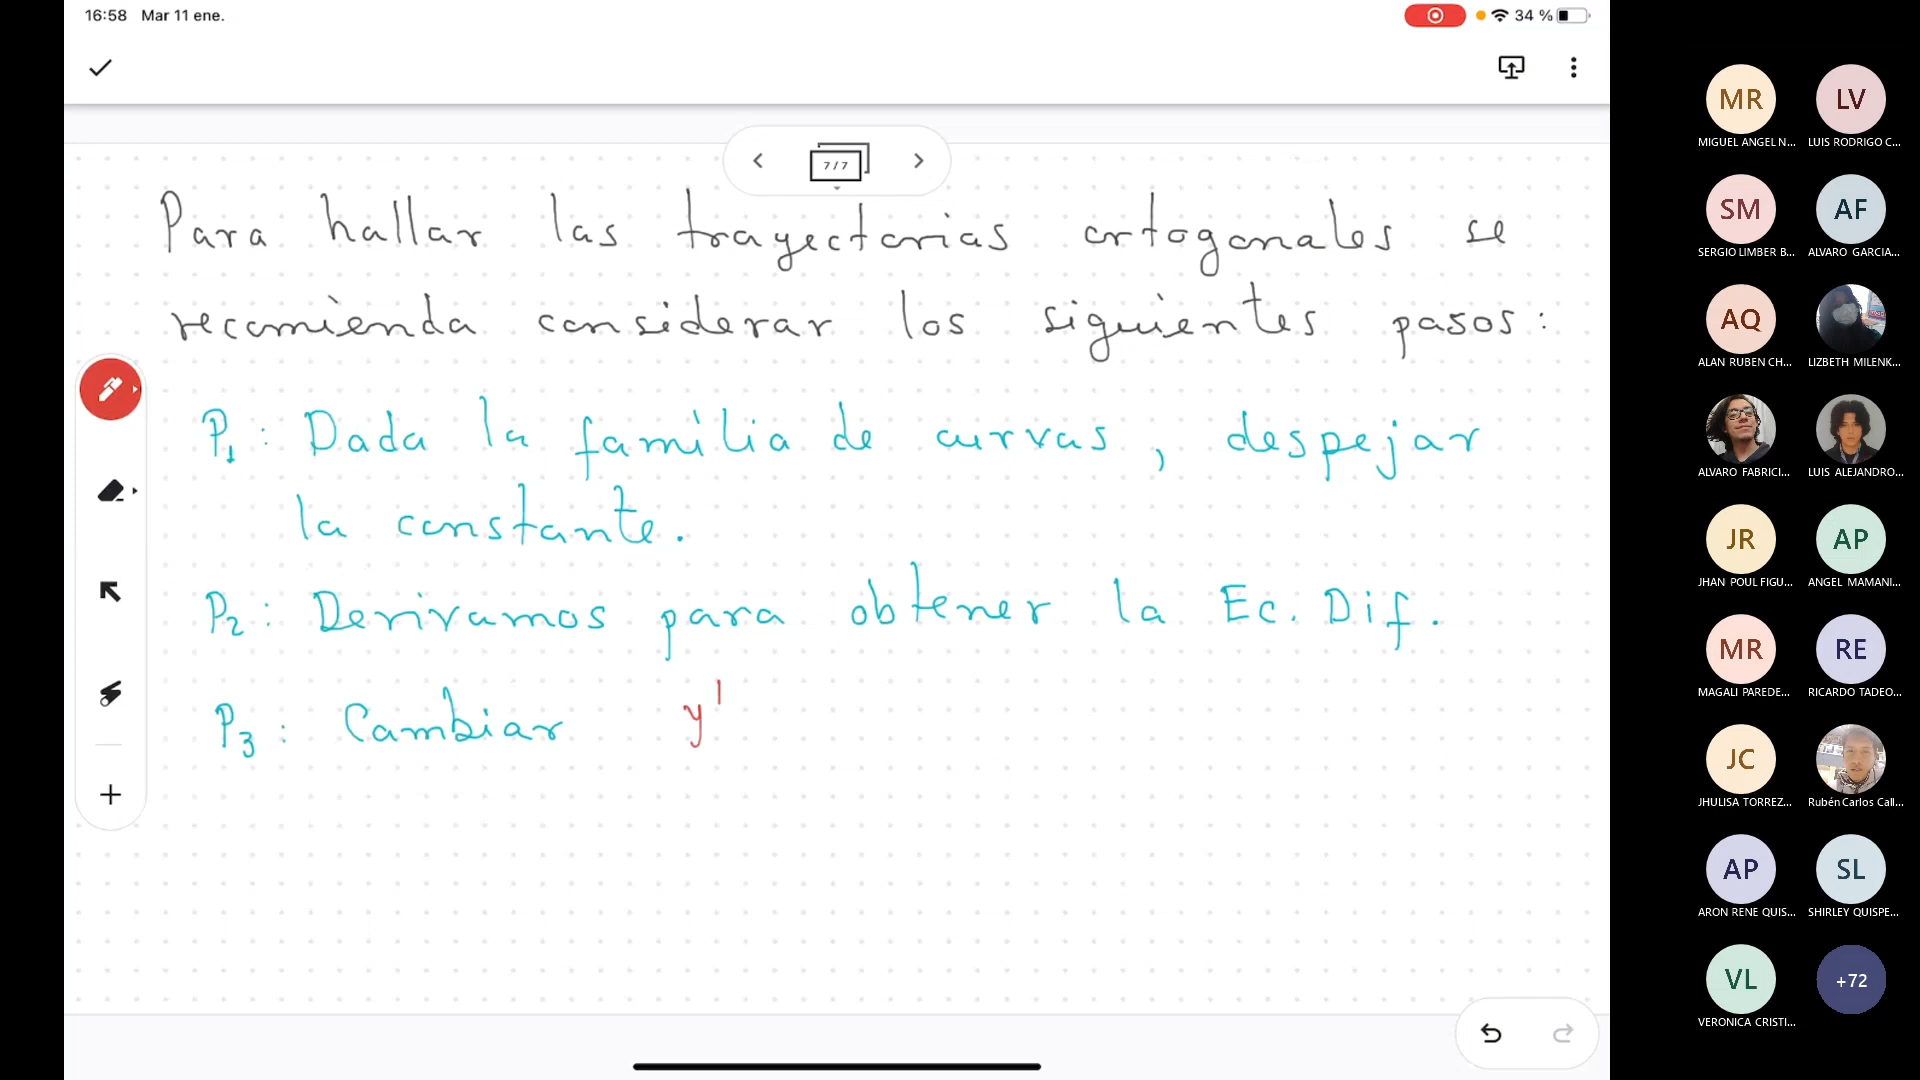 16:58 Mar 11 ene.
34 %
7/7
Para hallar las trayectorias ortogonales se
recomienda considerar los siguientes pasos:
P1: Dada la familia de curvas, despejar
la constante.
P2: Derivamos para obtener la Ec. Dif.
P3: Cambiar y'
MR LV
MIGUEL ANGEL N... LUIS RODRIGO C...
SM AF
SERGIO LIMBER B... ALVARO GARCIA...
AQ
ALAN RUBEN CH... LIZBETH MILENK...
ALVARO FABRICI... LUIS ALEJANDRO...
JR AP
JHAN POUL FIGU... ANGEL MAMANI...
MR RE
MAGALI PAREDE... RICARDO TADEO...
JC
JHULISA TORREZ... Rubén Carlos Call...
AP SL
ARON RENE QUIS... SHIRLEY QUISPE...
VL +72
VERONICA CRISTI...